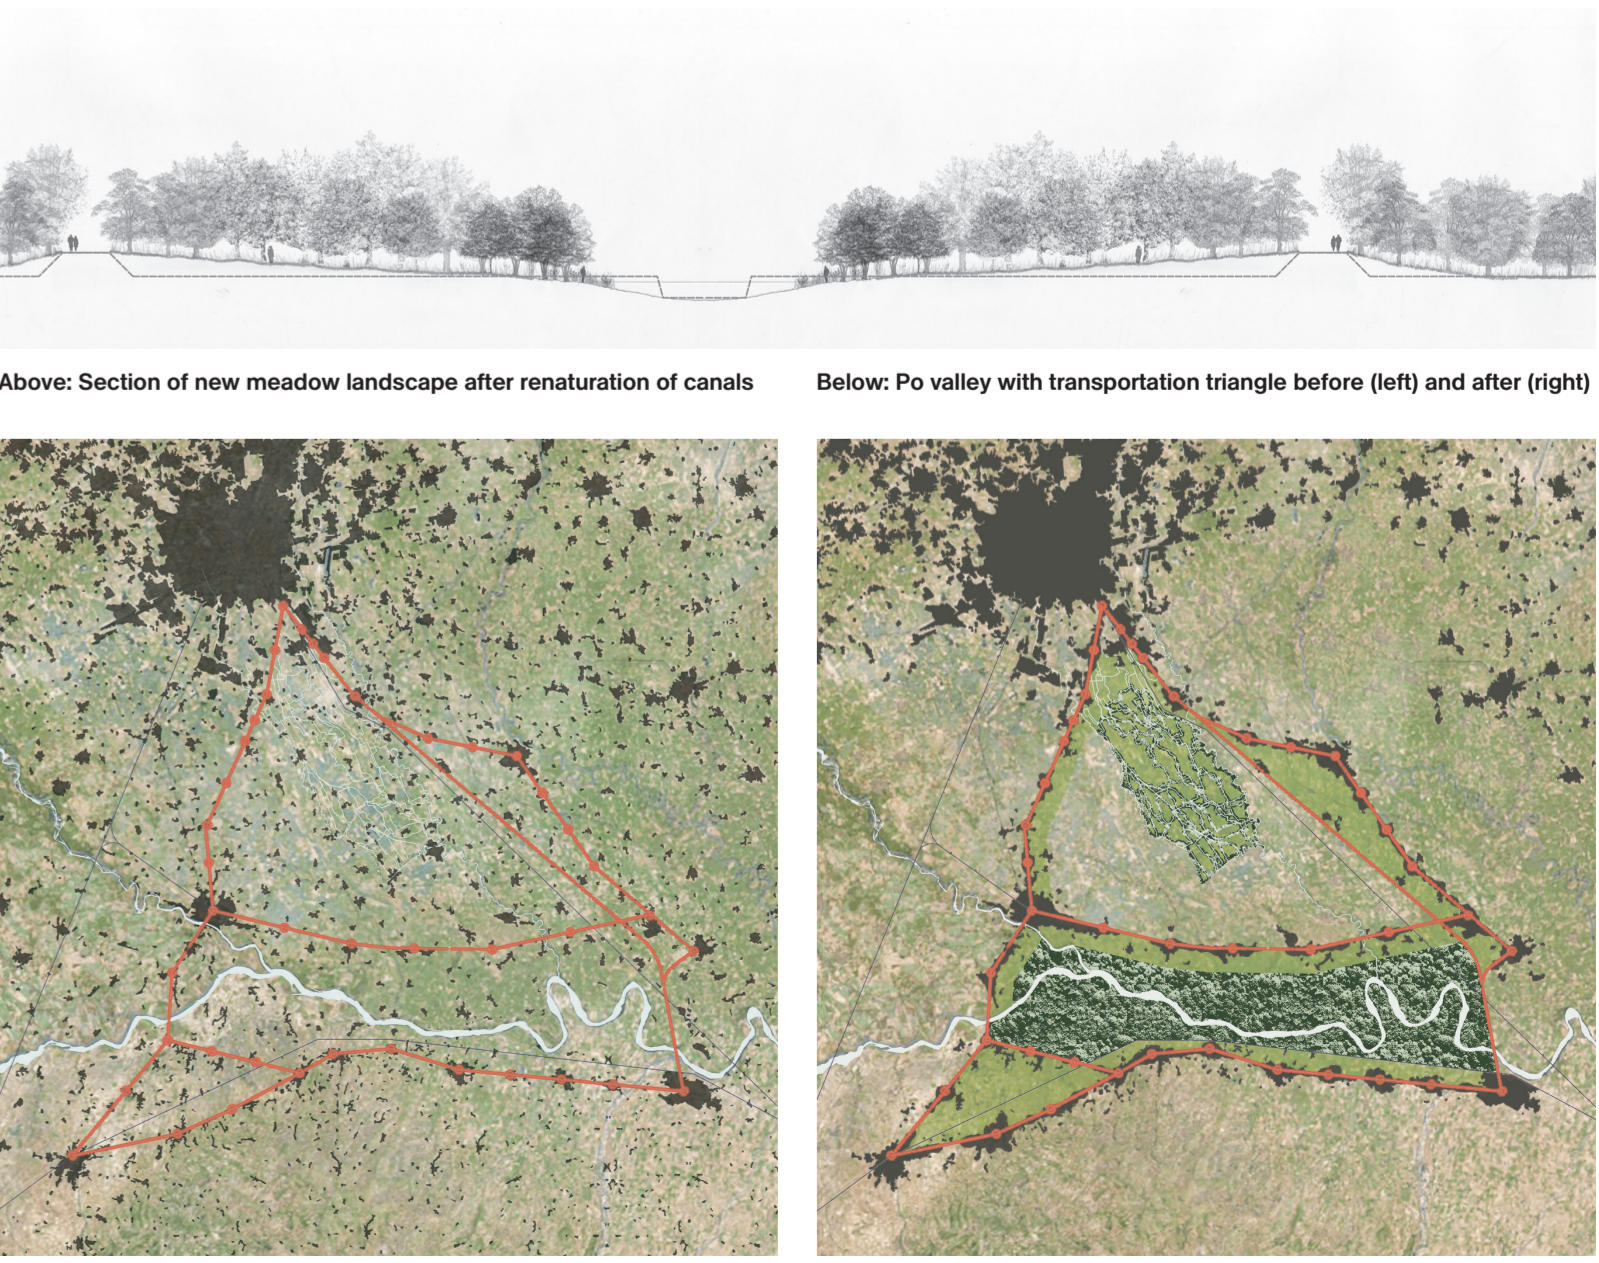 Above: Section of new meadow landscape after renaturation of canals
Below: Po valley with transportation triangle before (left) and after (right)